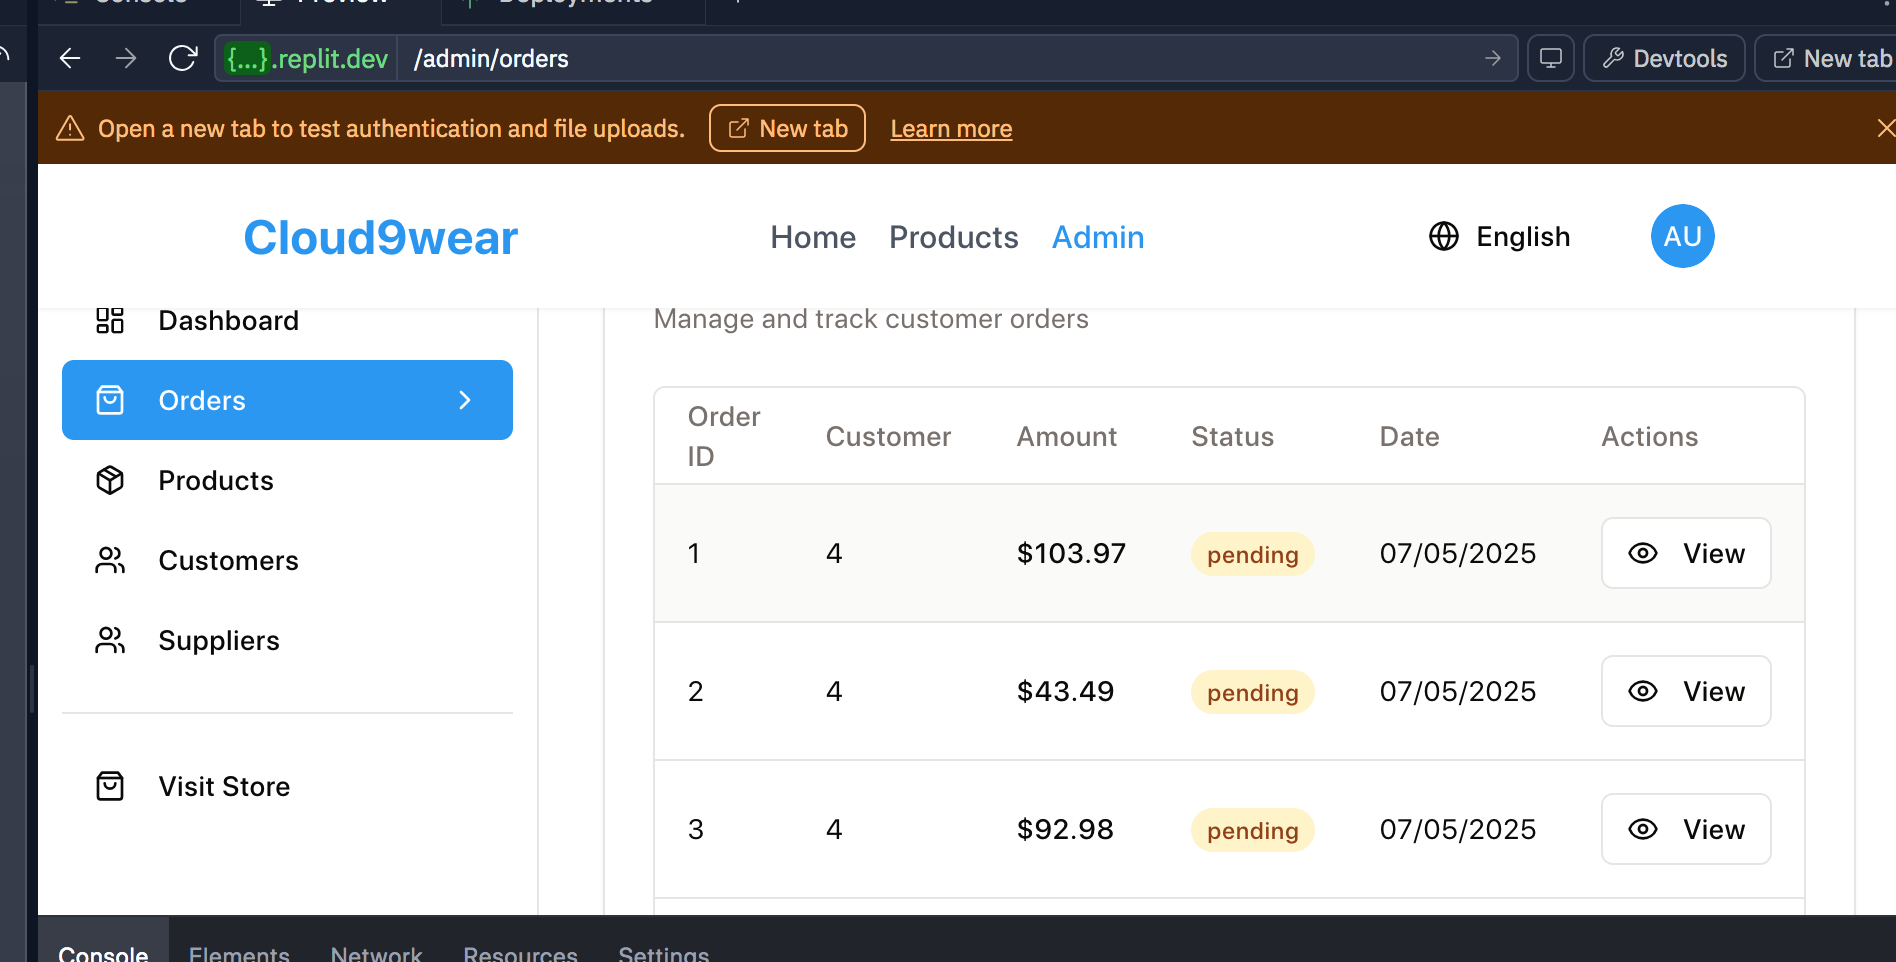 Console Preview Deployments
{...}.replit.dev /admin/orders Devtools New tab
Open a new tab to test authentication and file uploads. New tab Learn more
Cloud9wear Home Products Admin English AU
Dashboard
Orders
Products
Customers
Suppliers
Visit Store
Manage and track customer orders
Order ID Customer Amount Status Date Actions
1 4 $103.97 pending 07/05/2025 View
2 4 $43.49 pending 07/05/2025 View
3 4 $92.98 pending 07/05/2025 View
Console Elements Network Resources Settings